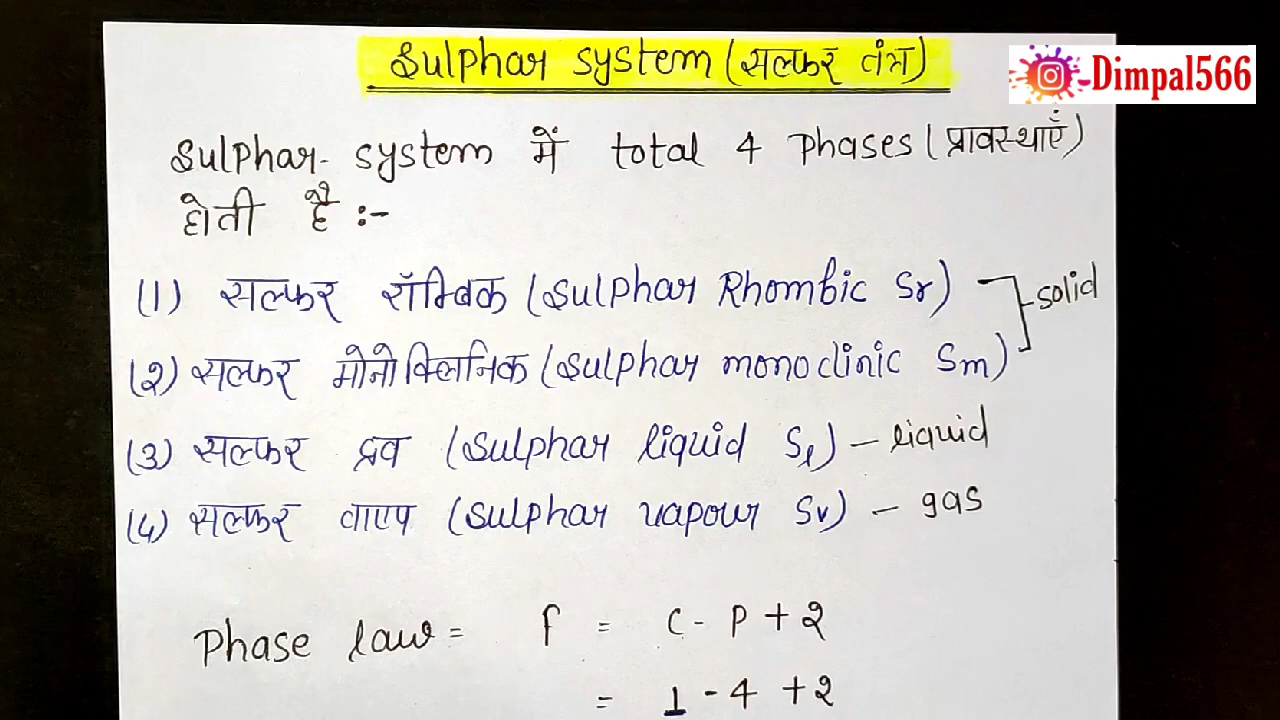 Sulphar system (सल्फर तंत्र)
Dimpal566
Sulphar system में total 4 Phases (प्रावस्थाएँ)
होती है :-
(1) सल्फर रॉम्बिक (Sulphar Rhombic Sr)
solid
(2) सल्फर मोनोक्लिनिक (Sulphar monoclinic Sm)
(3) सल्फर द्रव (Sulphar liquid Sl) - liquid
(4) सल्फर वाष्प (Sulphar vapour Sv) - gas
Phase law = f = C - P + 2
= 1 - 4 + 2